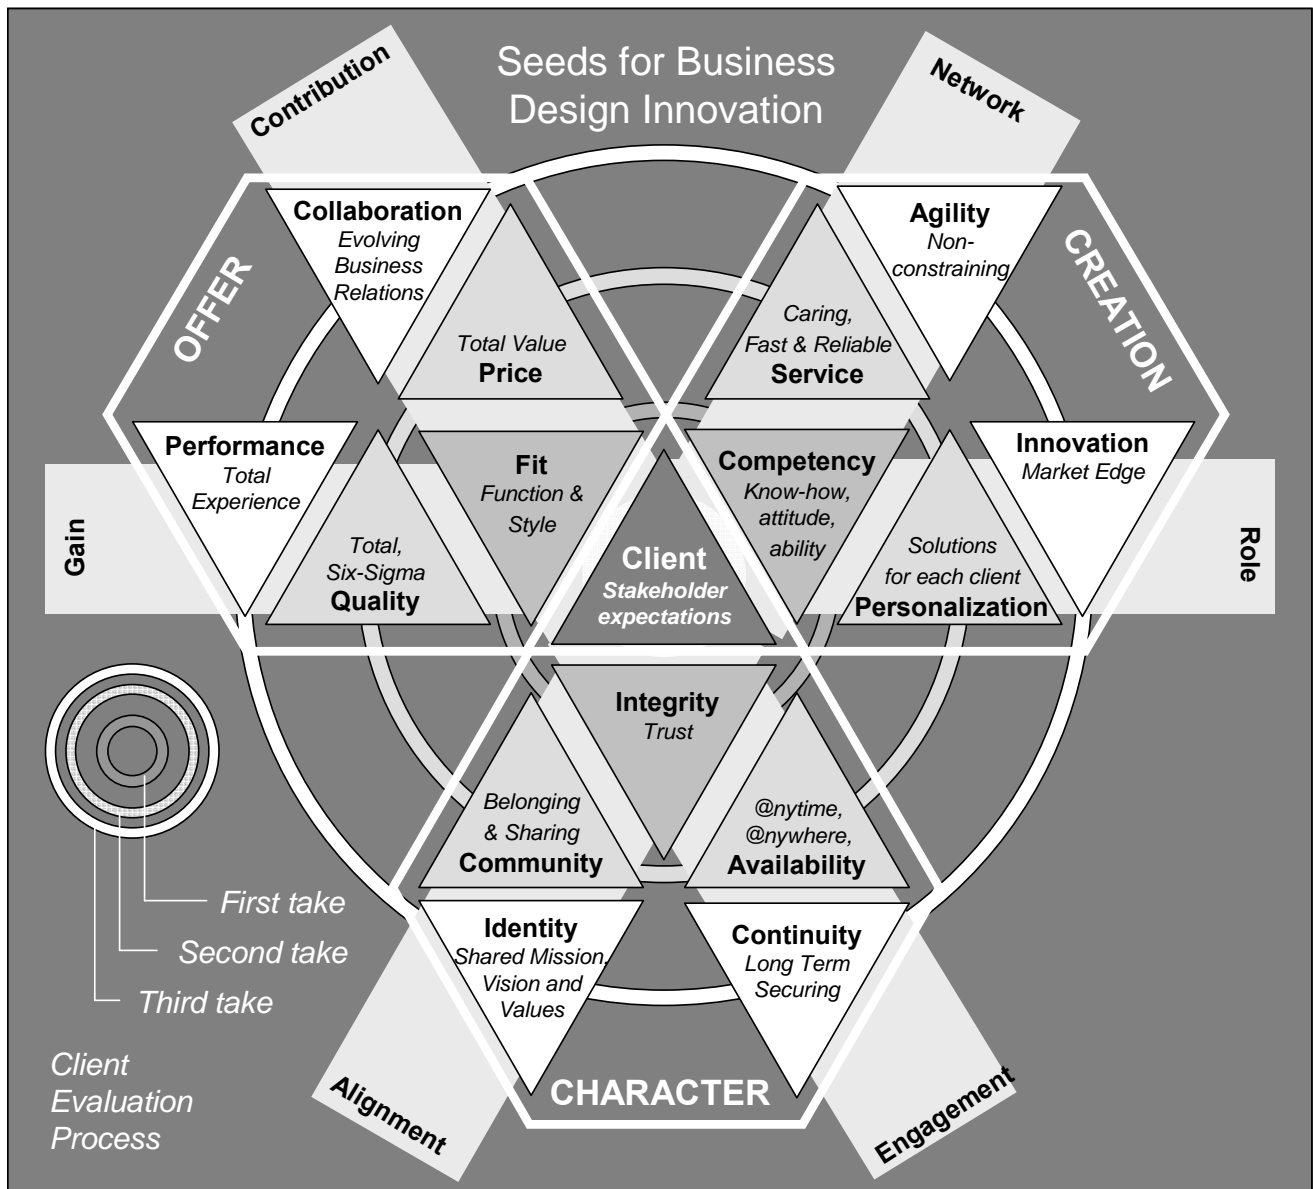 Seeds for Business
Design Innovation
Contribution
Network
OFFER
CREATION
Collaboration
Evolving
Business
Relations
Total Value
Price
Caring,
Fast & Reliable
Service
Agility
Non-
constraining
Performance
Total
Experience
Total,
Six-Sigma
Quality
Fit
Function &
Style
Client
Stakeholder
expectations
Competency
Know-how,
attitude,
ability
Solutions
for each client
Personalization
Innovation
Market Edge
Gain
Role
Integrity
Trust
Belonging
& Sharing
Community
@nytime,
@nywhere,
Availability
Identity
Shared Mission,
Vision and
Values
Continuity
Long Term
Securing
CHARACTER
Alignment
Engagement
First take
Second take
Third take
Client
Evaluation
Process